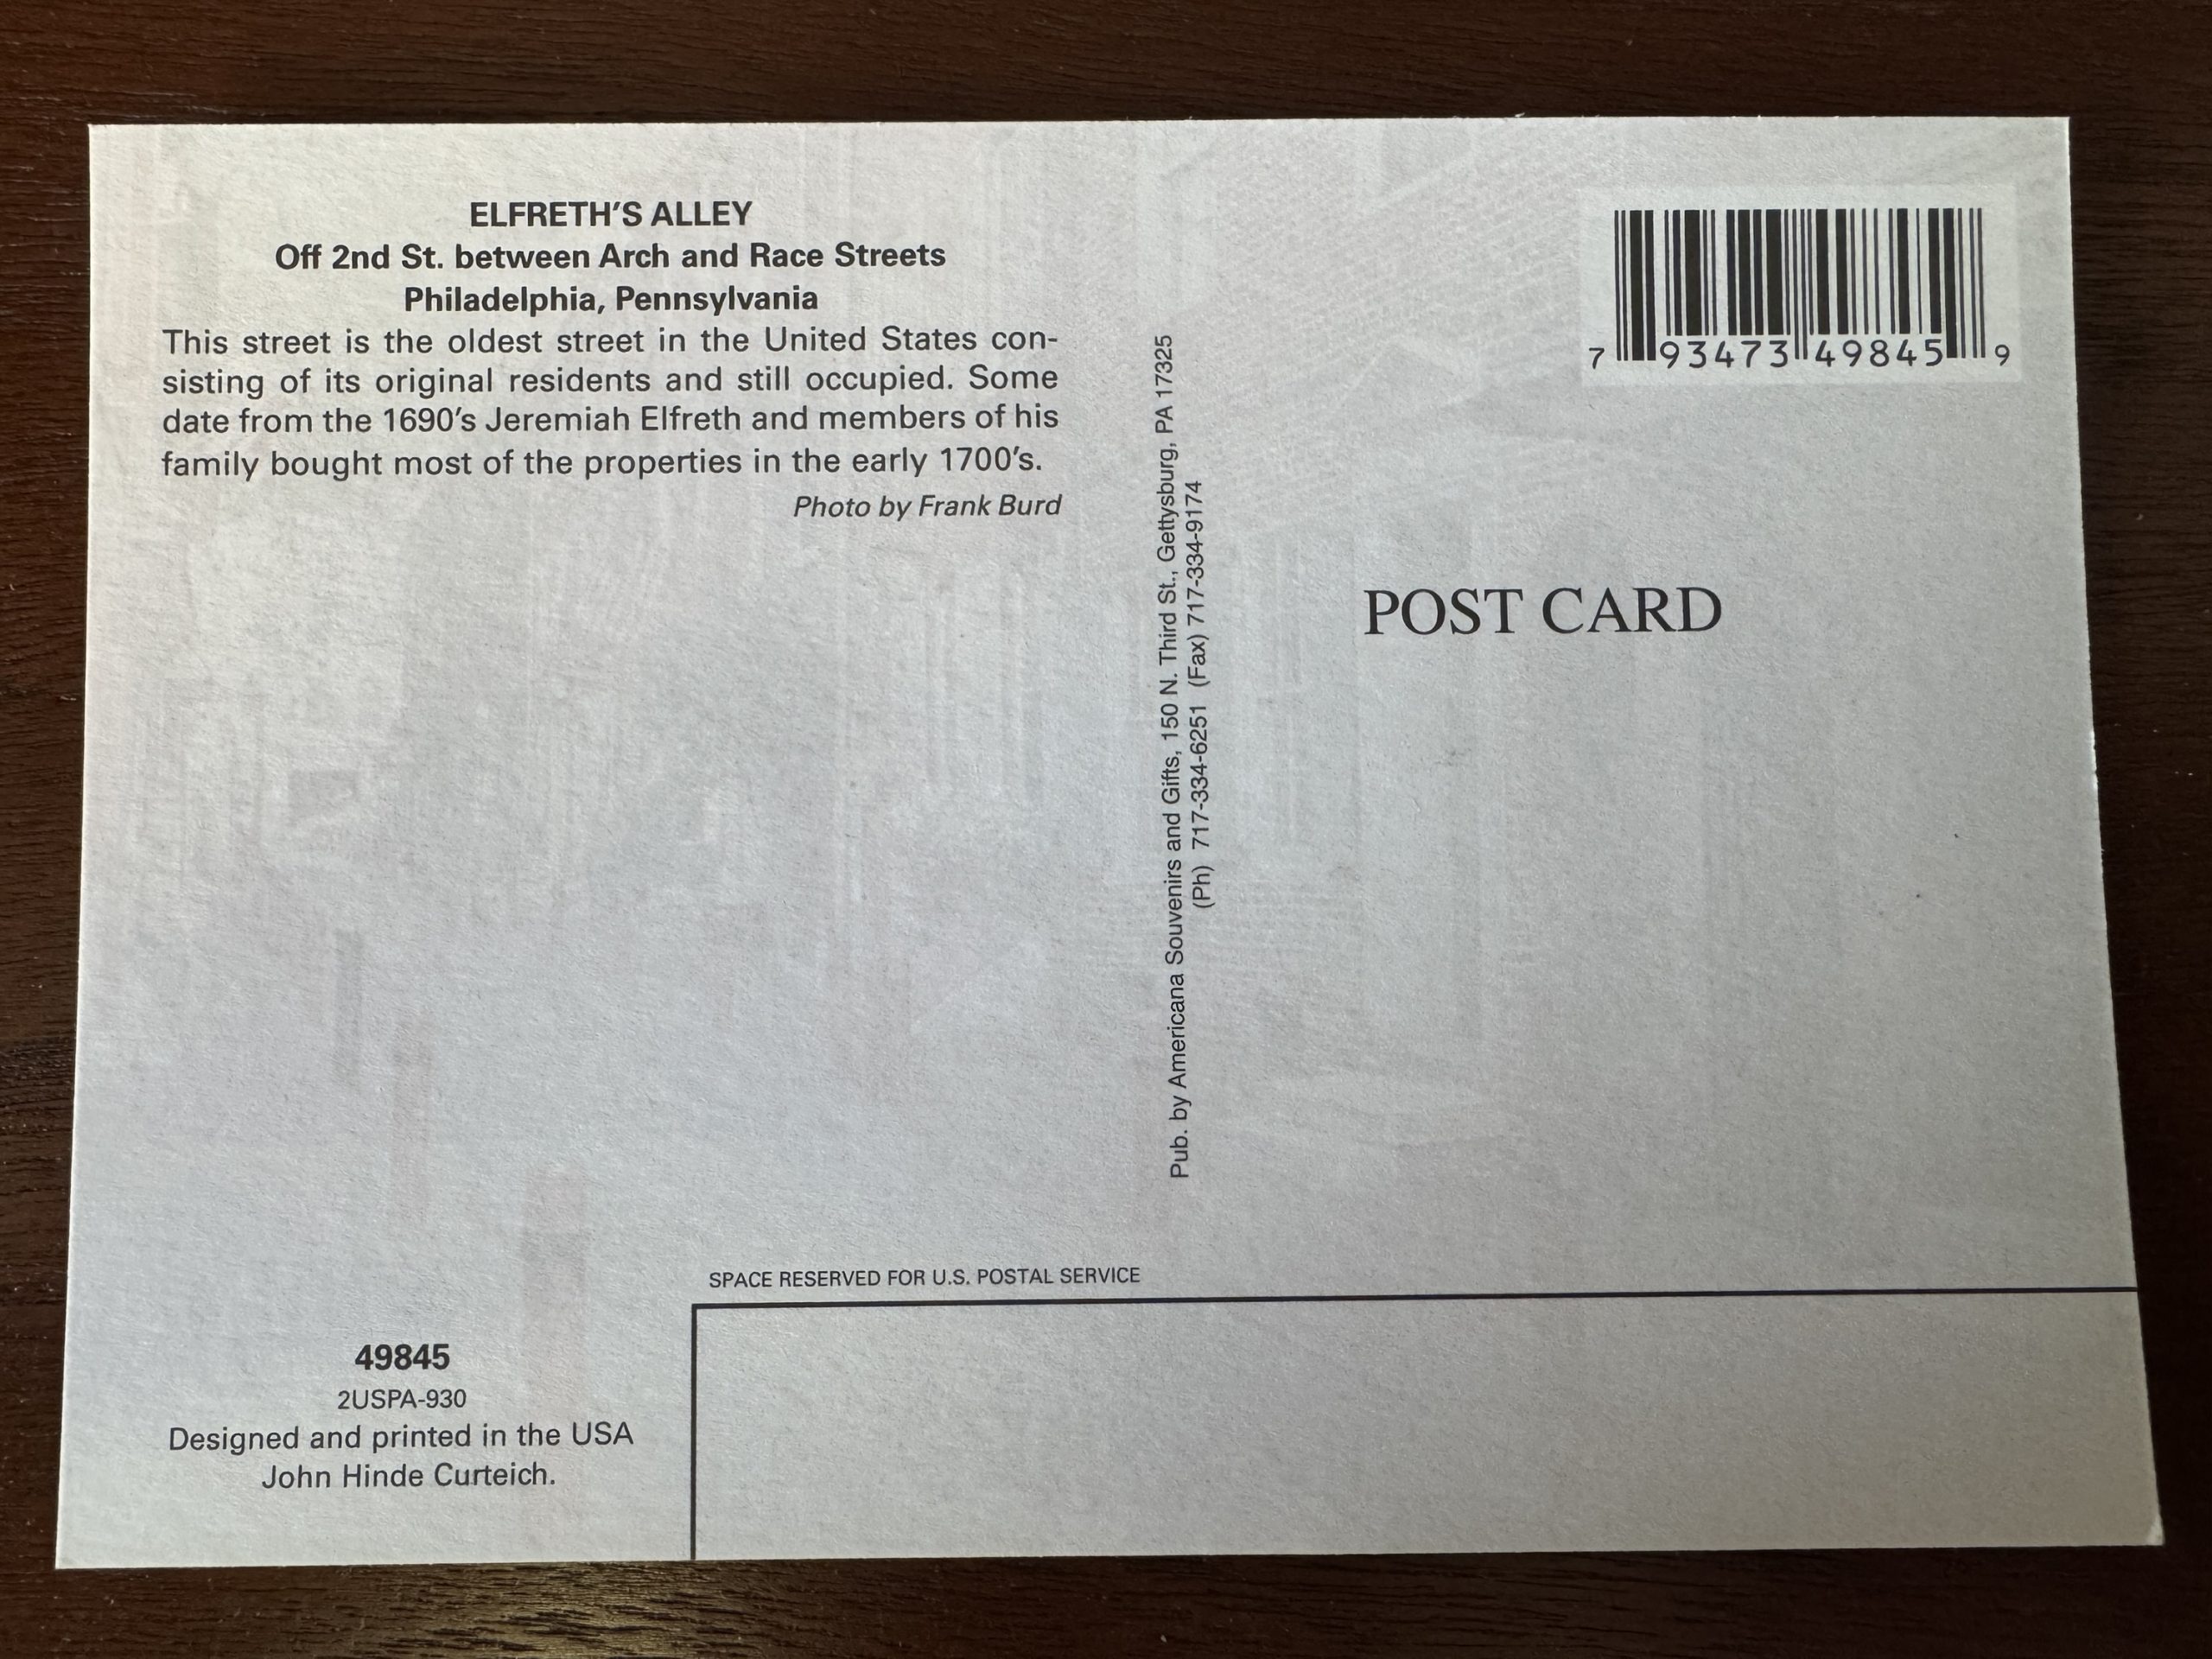 ELFRETH'S ALLEY
Off 2nd St. between Arch and Race Streets
Philadelphia, Pennsylvania
This street is the oldest street in the United States con-
sisting of its original residents and still occupied. Some
date from the 1690's Jeremiah Elfreth and members of his
family bought most of the properties in the early 1700's.
Photo by Frank Burd
Pub. by Americana Souvenirs and Gifts, 150 N. Third St., Gettysburg, PA 17325
(Ph) 717-334-6251 (Fax) 717-334-9174
7 93473 49845 9
POST CARD
SPACE RESERVED FOR U.S. POSTAL SERVICE
49845
2USPA-930
Designed and printed in the USA
John Hinde Curteich.